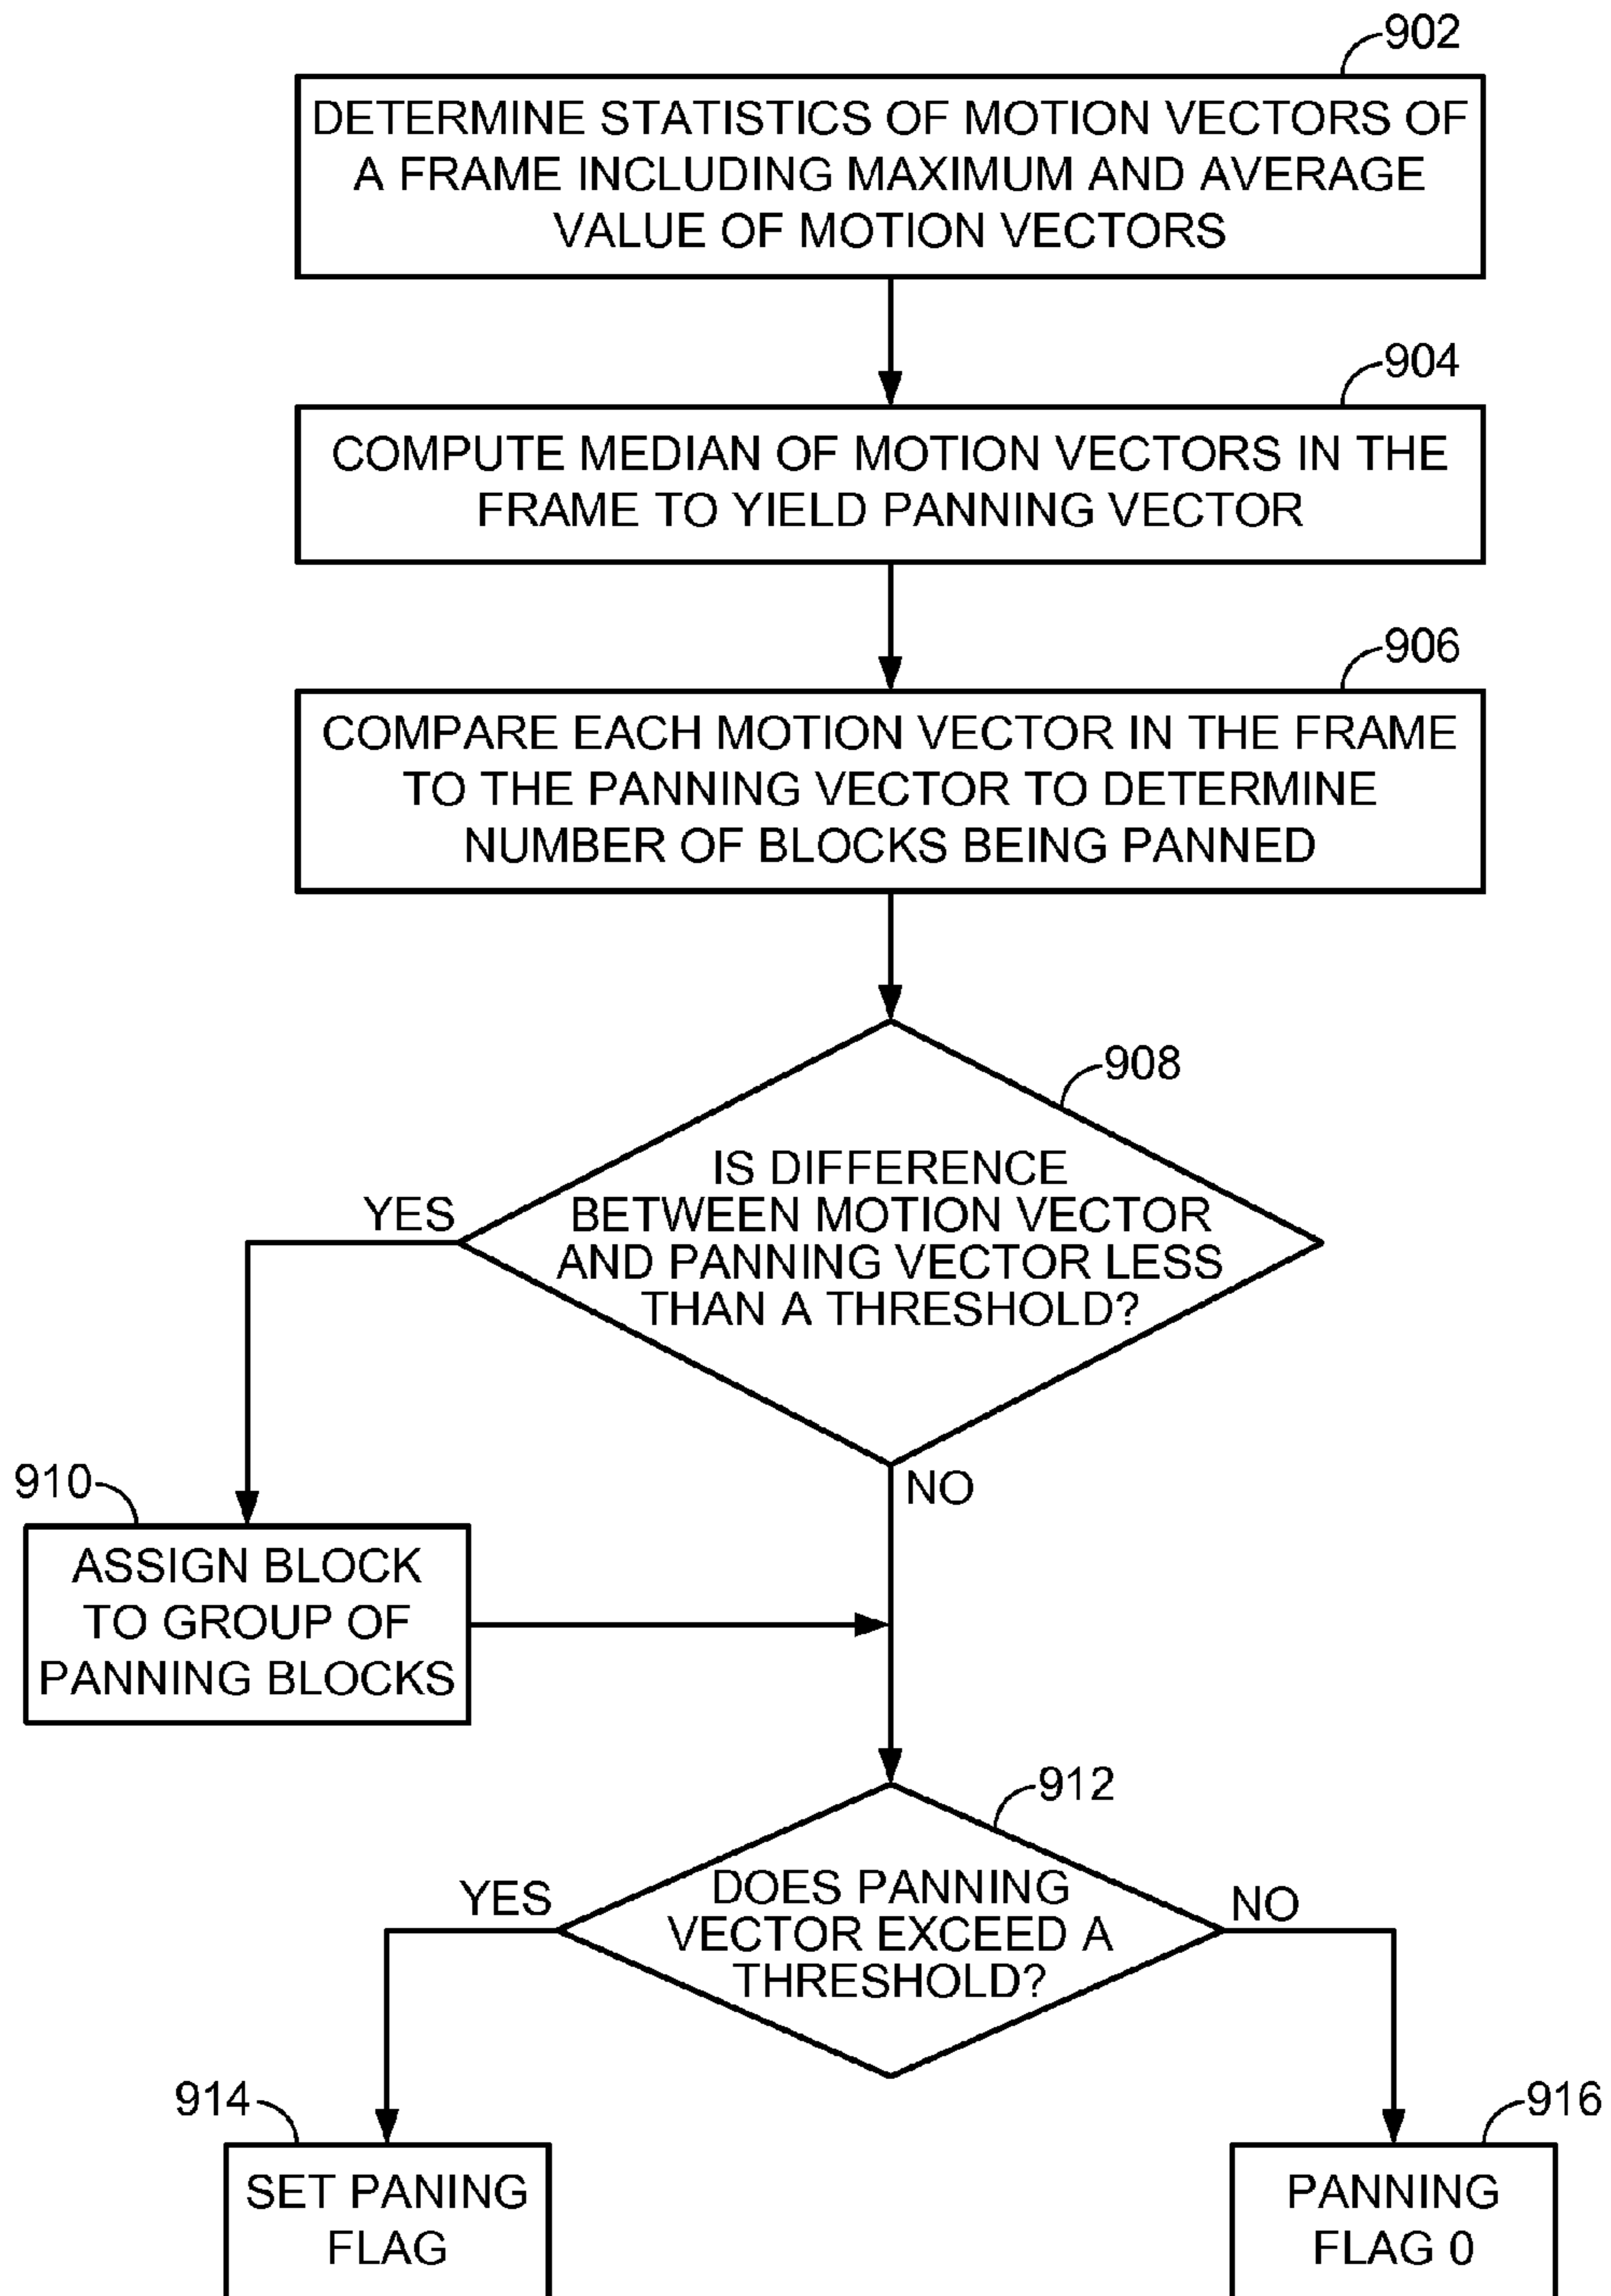 902
DETERMINE STATISTICS OF MOTION VECTORS OF
A FRAME INCLUDING MAXIMUM AND AVERAGE
VALUE OF MOTION VECTORS
904
COMPUTE MEDIAN OF MOTION VECTORS IN THE
FRAME TO YIELD PANNING VECTOR
906
COMPARE EACH MOTION VECTOR IN THE FRAME
TO THE PANNING VECTOR TO DETERMINE
NUMBER OF BLOCKS BEING PANNED
908
IS DIFFERENCE
BETWEEN MOTION VECTOR
AND PANNING VECTOR LESS
THAN A THRESHOLD?
YES
NO
910
ASSIGN BLOCK
TO GROUP OF
PANNING BLOCKS
912
DOES PANNING
VECTOR EXCEED A
THRESHOLD?
YES
NO
914
SET PANING
FLAG
916
PANNING
FLAG 0